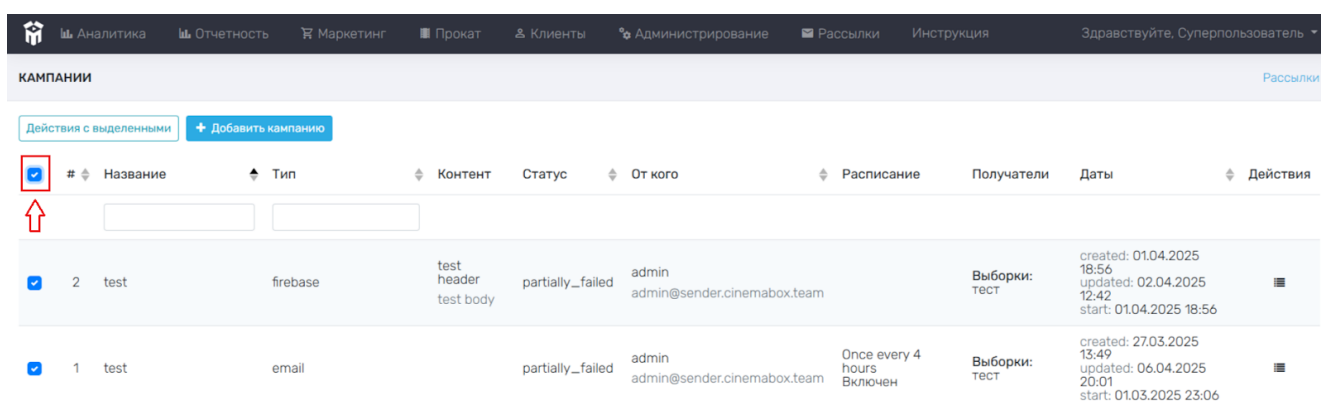 Аналитика Отчетность Маркетинг Прокат Клиенты Администрирование Рассылки Инструкция Здравствуйте, Суперпользователь
КАМПАНИИ Рассылки
Действия с выделенными + Добавить кампанию
# Название Тип Контент Статус От кого Расписание Получатели Даты Действия
2 test firebase test header test body partially_failed admin admin@sender.cinemabox.team Выборки: тест created: 01.04.2025 18:56 updated: 02.04.2025 12:42 start: 01.04.2025 18:56
1 test email partially_failed admin admin@sender.cinemabox.team Once every 4 hours Включен Выборки: тест created: 27.03.2025 13:49 updated: 06.04.2025 20:01 start: 01.03.2025 23:06